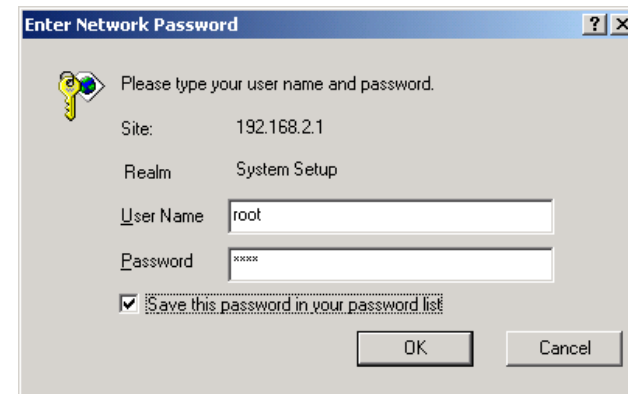 Enter Network Password
Please type your user name and password.
Site: 192.168.2.1
Realm System Setup
User Name root
Password ****
Save this password in your password list
OK Cancel